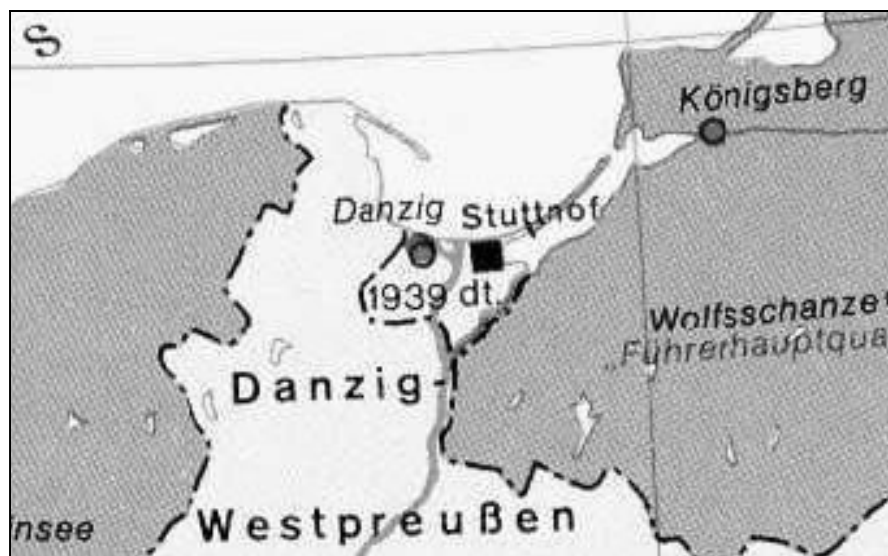 S
Königsberg
Danzig Stutthof
1939 dt.
Wolfsschanze
„Führerhauptqua
Danzig-
Westpreußen
insee